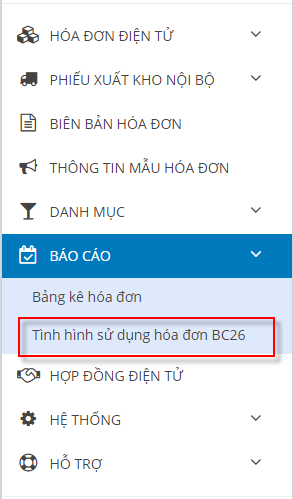 HÓA ĐƠN ĐIỆN TỬ
PHIẾU XUẤT KHO NỘI BỘ
BIÊN BẢN HÓA ĐƠN
THÔNG TIN MẪU HÓA ĐƠN
DANH MỤC
BÁO CÁO
Bảng kê hóa đơn
Tình hình sử dụng hóa đơn BC26
HỢP ĐỒNG ĐIỆN TỬ
HỆ THỐNG
HỖ TRỢ